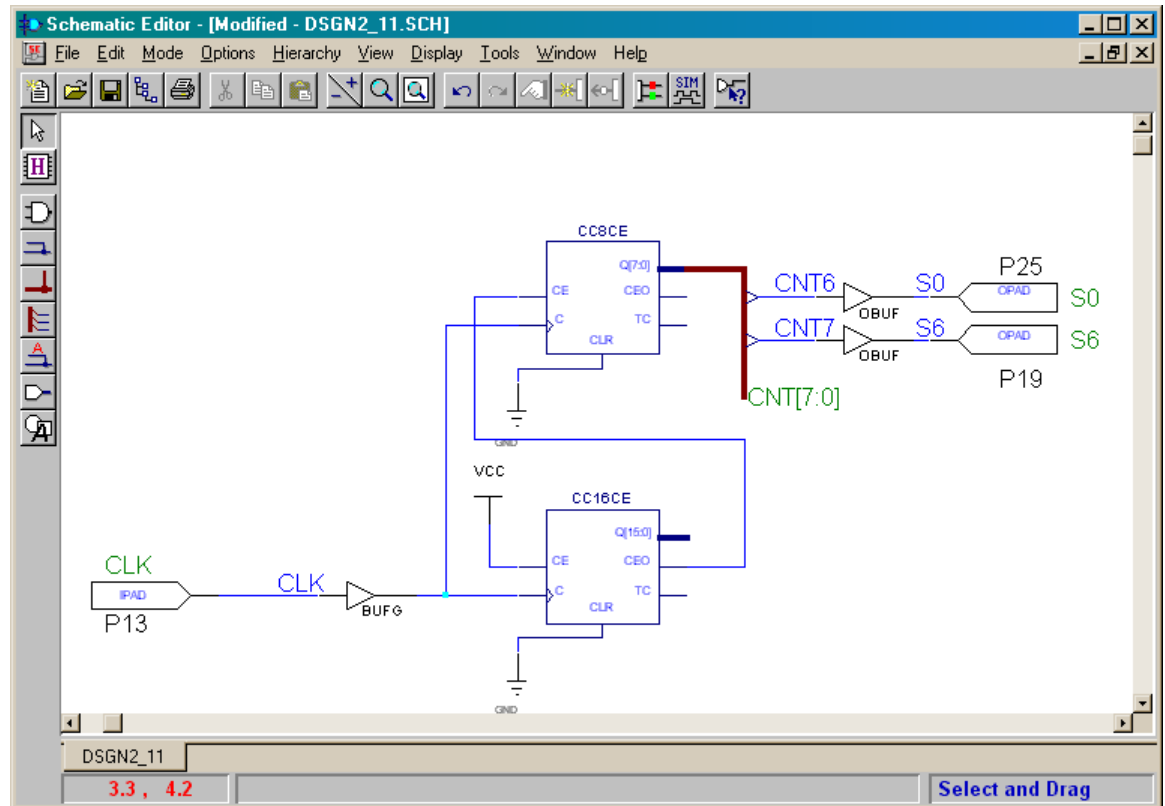 Schematic Editor - [Modified - DSGN2_11.SCH]
File Edit Mode Options Hierarchy View Display Tools Window Help
SIM
H
A
A
CC8CE
Q[7:0]
CE
CEO
C
TC
CLR
GND
CNT6
OBUF
S0
P25
OPAD
S0
CNT7
OBUF
S6
OPAD
S6
P19
CNT[7:0]
VCC
CC16CE
Q[15:0]
CE
CEO
C
TC
CLR
GND
CLK
IPAD
P13
CLK
BUFG
DSGN2_11
3.3 , 4.2
Select and Drag